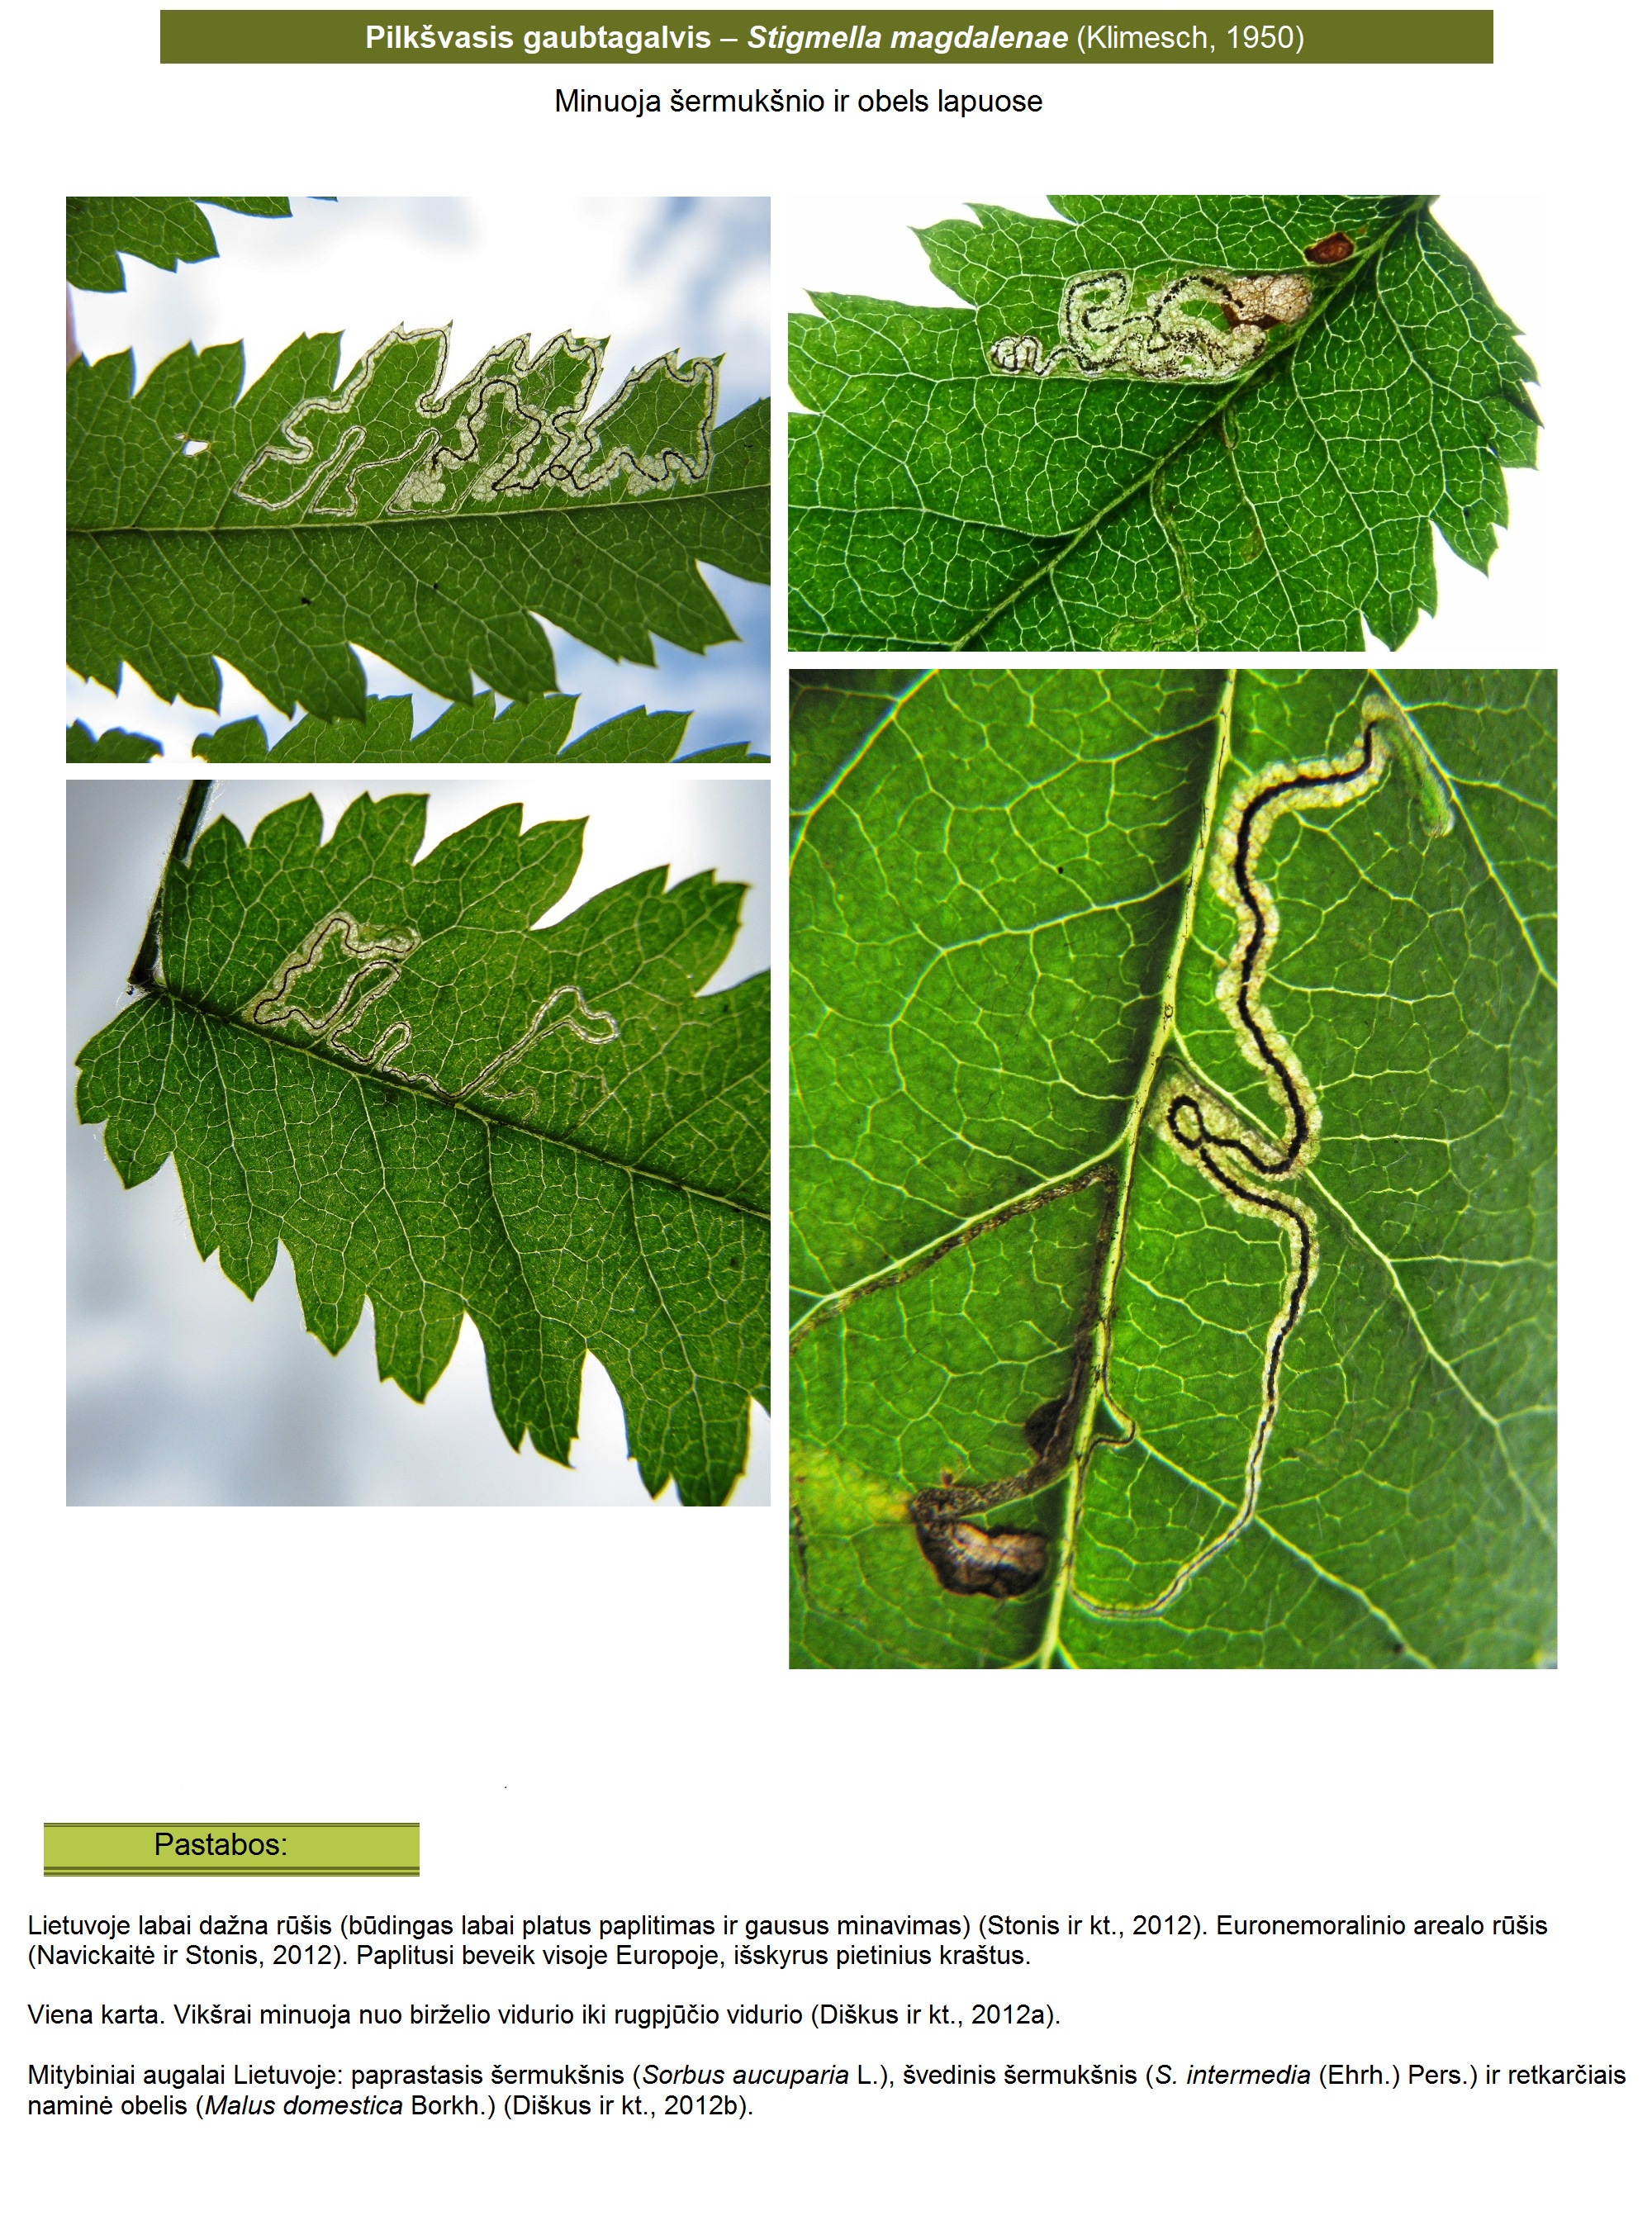 Pilkšvasis gaubtagalvis – Stigmella magdalenae (Klimesch, 1950)
Minuoja šermukšnio ir obels lapuose
Pastabos:
Lietuvoje labai dažna rūšis (būdingas labai platus paplitimas ir gausus minavimas) (Stonis ir kt., 2012). Euronemoralinio arealo rūšis
(Navickaitė ir Stonis, 2012). Paplitusi beveik visoje Europoje, išskyrus pietinius kraštus.
Viena karta. Vikšrai minuoja nuo birželio vidurio iki rugpjūčio vidurio (Diškus ir kt., 2012a).
Mitybiniai augalai Lietuvoje: paprastasis šermukšnis (Sorbus aucuparia L.), švedinis šermukšnis (S. intermedia (Ehrh.) Pers.) ir retkarčiais
naminė obelis (Malus domestica Borkh.) (Diškus ir kt., 2012b).